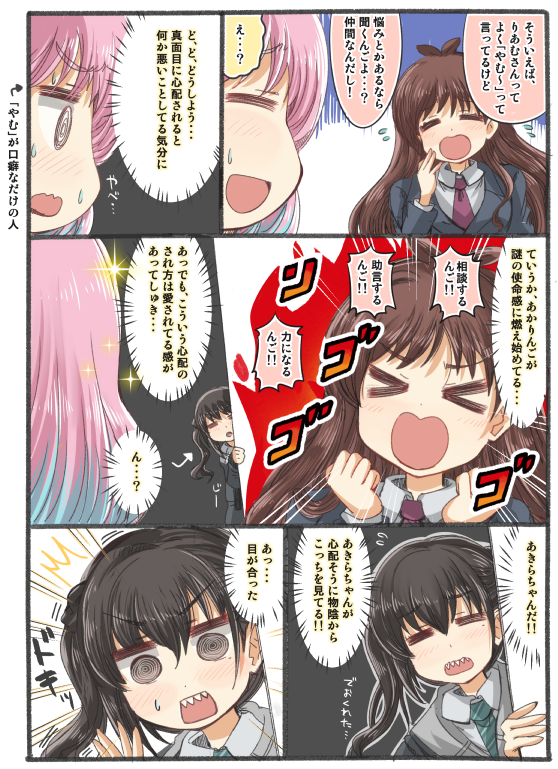 そういえば、
りあむさんって
よく「やむ〜」って
言ってるけど
悩みとかあるなら
聞くんごよ・・・?
仲間なんだし!
え・・・?
ど、ど、どうしよう・・・
真面目に心配されると
何か悪いことしてる気分に
やべ…
「やむ」が口癖なだけの人
ていうか、あかりんごが
謎の使命感に燃え始めてる・・・
相談する
んご!!
助言する
んご!!
力になる
んご!!
ンゴゴゴ
あっでも、こういう心配の
され方は愛されてる感が
あってしゅき・・・
じー
ん・・・?
あきらちゃんだ!!
あきらちゃんが
心配そうに物陰から
こっちを見てる!!
でおくれた…
あっ・・・
目が合った
ドキッ